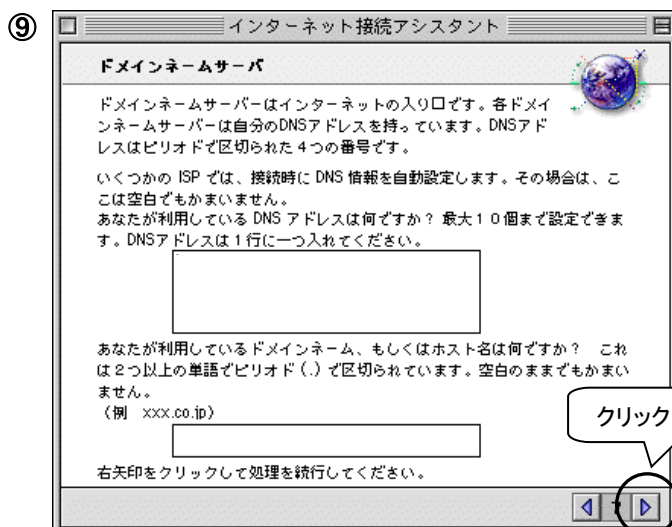 ⑨
インターネット接続アシスタント
ドメインネームサーバ
ドメインネームサーバーはインターネットの入り口です。各ドメイ
ンネームサーバーは自分のDNSアドレスを持っています。DNSアド
レスはピリオドで区切られた4つの番号です。
いくつかの ISP では、接続時に DNS 情報を自動設定します。その場合は、こ
こは空白でもかまいません。
あなたが利用している DNS アドレスは何ですか? 最大10個まで設定できま
す。DNSアドレスは1行に一つ入れてください。
あなたが利用しているドメインネーム、もしくはホスト名は何ですか? これ
は2つ以上の単語でピリオド(.)で区切られています。空白のままでもかまい
ません。
(例 xxx.co.jp)
クリック
右矢印をクリックして処理を続行してください。
7